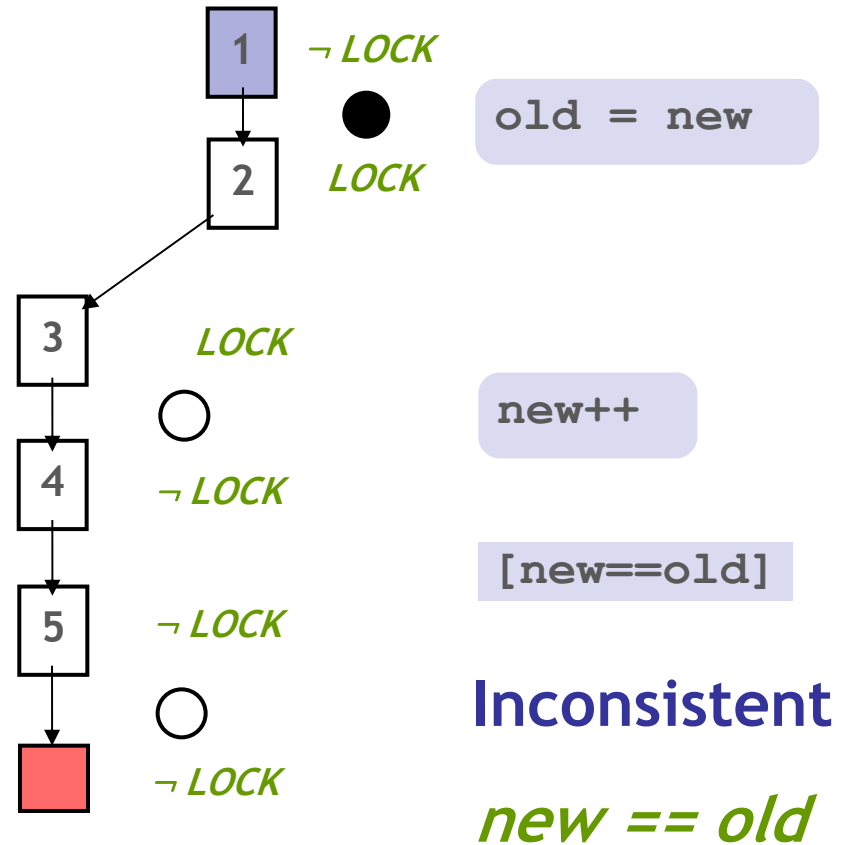 1 ¬ LOCK
old = new
2 LOCK
3 LOCK
new++
4 ¬ LOCK
[new==old]
5 ¬ LOCK
Inconsistent
¬ LOCK
new == old